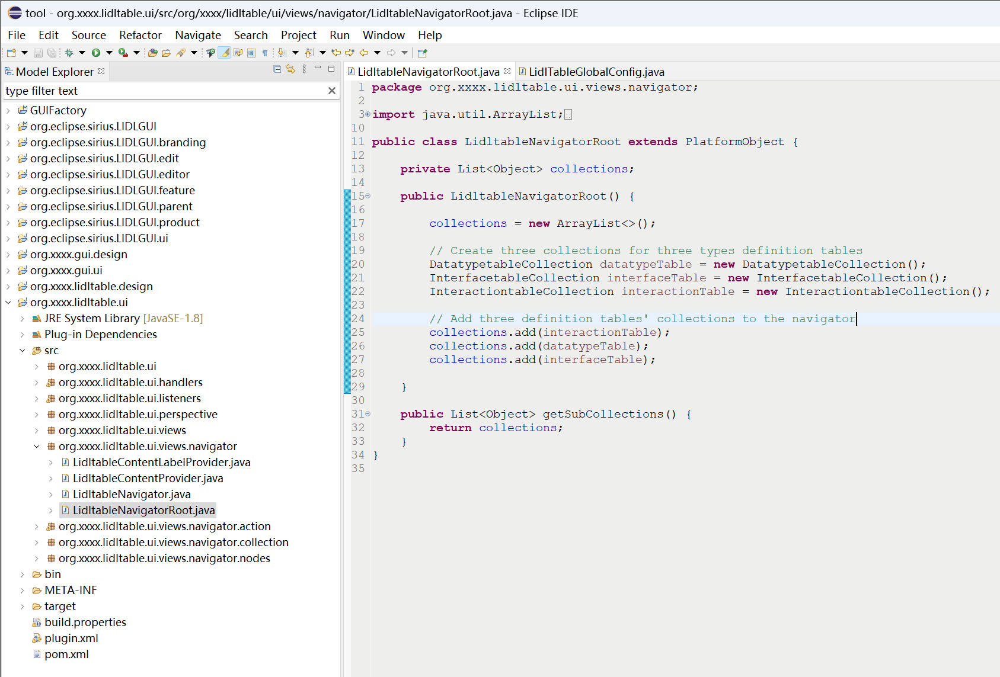 tool - org.xxxx.lidltable.ui/src/org/xxxx/lidltable/ui/views/navigator/LidltableNavigatorRoot.java - Eclipse IDE
File Edit Source Refactor Navigate Search Project Run Window Help
Model Explorer
type filter text
GUIFactory
org.eclipse.sirius.LIDLGUI
org.eclipse.sirius.LIDLGUI.branding
org.eclipse.sirius.LIDLGUI.edit
org.eclipse.sirius.LIDLGUI.editor
org.eclipse.sirius.LIDLGUI.feature
org.eclipse.sirius.LIDLGUI.parent
org.eclipse.sirius.LIDLGUI.product
org.eclipse.sirius.LIDLGUI.ui
org.xxxx.gui.design
org.xxxx.gui.ui
org.xxxx.lidltable.design
org.xxxx.lidltable.ui
JRE System Library [JavaSE-1.8]
Plug-in Dependencies
src
org.xxxx.lidltable.ui
org.xxxx.lidltable.ui.handlers
org.xxxx.lidltable.ui.listeners
org.xxxx.lidltable.ui.perspective
org.xxxx.lidltable.ui.views
org.xxxx.lidltable.ui.views.navigator
LidltableContentLabelProvider.java
LidltableContentProvider.java
LidltableNavigator.java
LidltableNavigatorRoot.java
org.xxxx.lidltable.ui.views.navigator.action
org.xxxx.lidltable.ui.views.navigator.collection
org.xxxx.lidltable.ui.views.navigator.nodes
bin
META-INF
target
build.properties
plugin.xml
pom.xml
LidltableNavigatorRoot.java LidlTableGlobalConfig.java
1 package org.xxxx.lidltable.ui.views.navigator;
2
3 import java.util.ArrayList;
10
11 public class LidltableNavigatorRoot extends PlatformObject {
12
13 private List<Object> collections;
14
15 public LidltableNavigatorRoot() {
16
17 collections = new ArrayList<>();
18
19 // Create three collections for three types definition tables
20 DatatypetableCollection datatypeTable = new DatatypetableCollection();
21 InterfacetableCollection interfaceTable = new InterfacetableCollection();
22 InteractiontableCollection interactionTable = new InteractiontableCollection();
23
24 // Add three definition tables' collections to the navigator
25 collections.add(interactionTable);
26 collections.add(datatypeTable);
27 collections.add(interfaceTable);
28
29 }
30
31 public List<Object> getSubCollections() {
32 return collections;
33 }
34 }
35